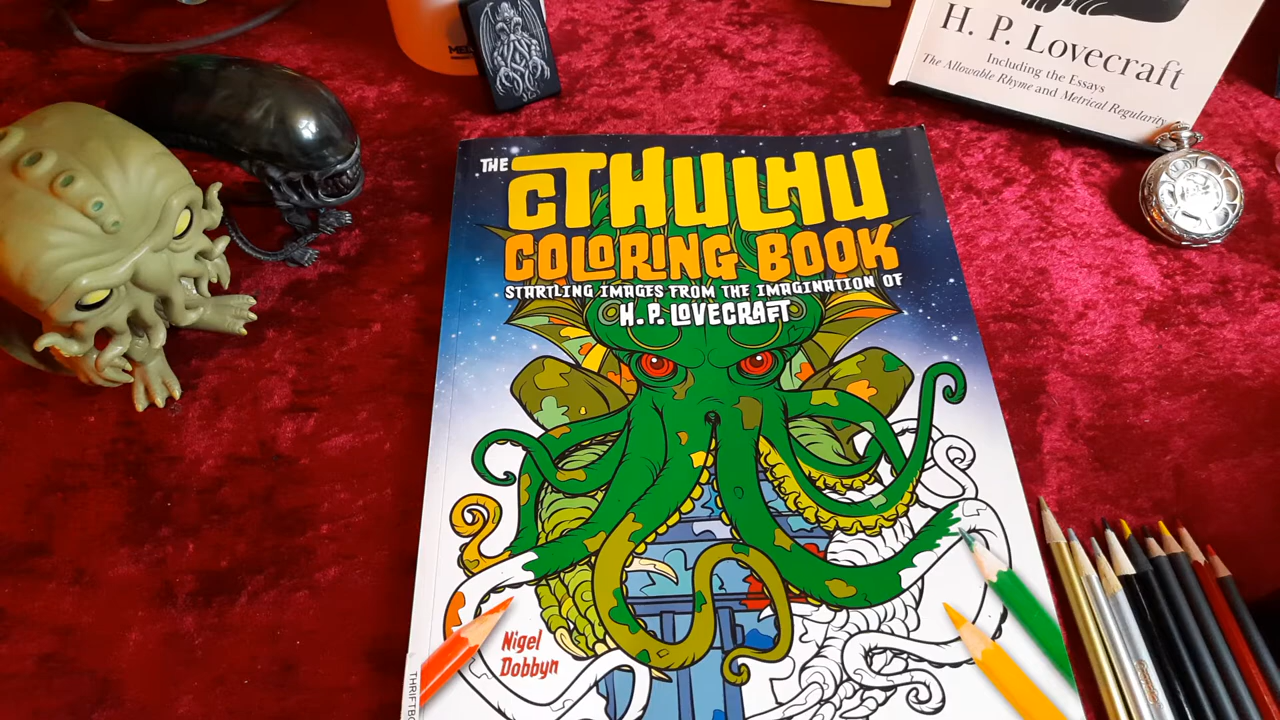 H. P. Lovecraft
Including the Essays
The Allowable Rhyme and Metrical Regularity
THE
CTHULHU
COLORING BOOK
STARTLING IMAGES FROM THE IMAGINATION OF
H. P. LOVECRAFT
Nigel
Dobbyn